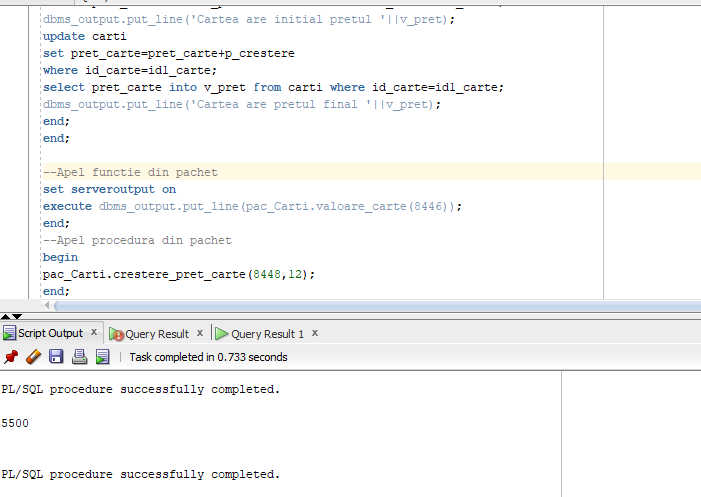 dbms_output.put_line('Cartea are initial pretul '||v_pret);
update carti
set pret_carte=pret_carte+p_crestere
where id_carte=idl_carte;
select pret_carte into v_pret from carti where id_carte=idl_carte;
dbms_output.put_line('Cartea are pretul final '||v_pret);
end;
end;
--Apel functie din pachet
set serveroutput on
execute dbms_output.put_line(pac_Carti.valoare_carte(8446));
end;
--Apel procedura din pachet
begin
pac_Carti.crestere_pret_carte(8448,12);
end;
Script Output x Query Result x Query Result 1 x
Task completed in 0.733 seconds
PL/SQL procedure successfully completed.
5500
PL/SQL procedure successfully completed.